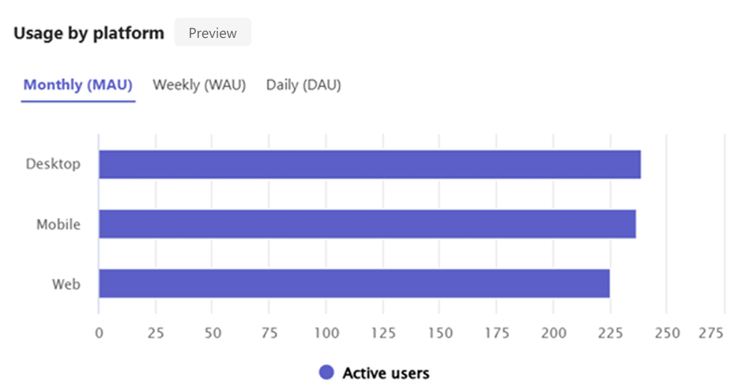 Usage by platform Preview
Monthly (MAU) Weekly (WAU) Daily (DAU)
Desktop
Mobile
Web
0 25 50 75 100 125 150 175 200 225 250 275
Active users